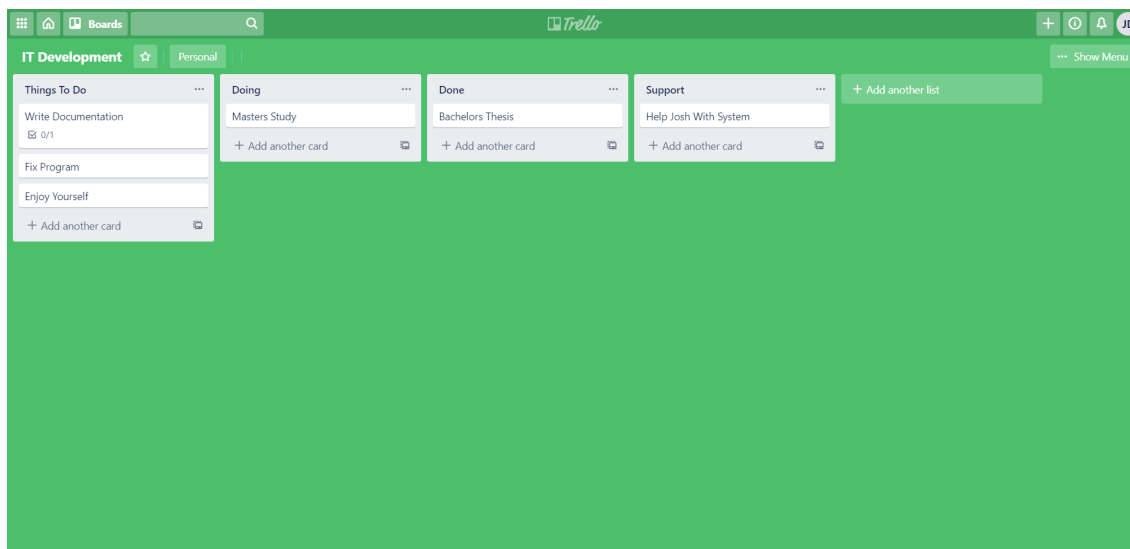 Boards
Trello
JD
IT Development
Personal
... Show Menu
Things To Do ...
Write Documentation
0/1
Fix Program
Enjoy Yourself
+ Add another card
Doing ...
Masters Study
+ Add another card
Done ...
Bachelors Thesis
+ Add another card
Support ...
Help Josh With System
+ Add another card
+ Add another list